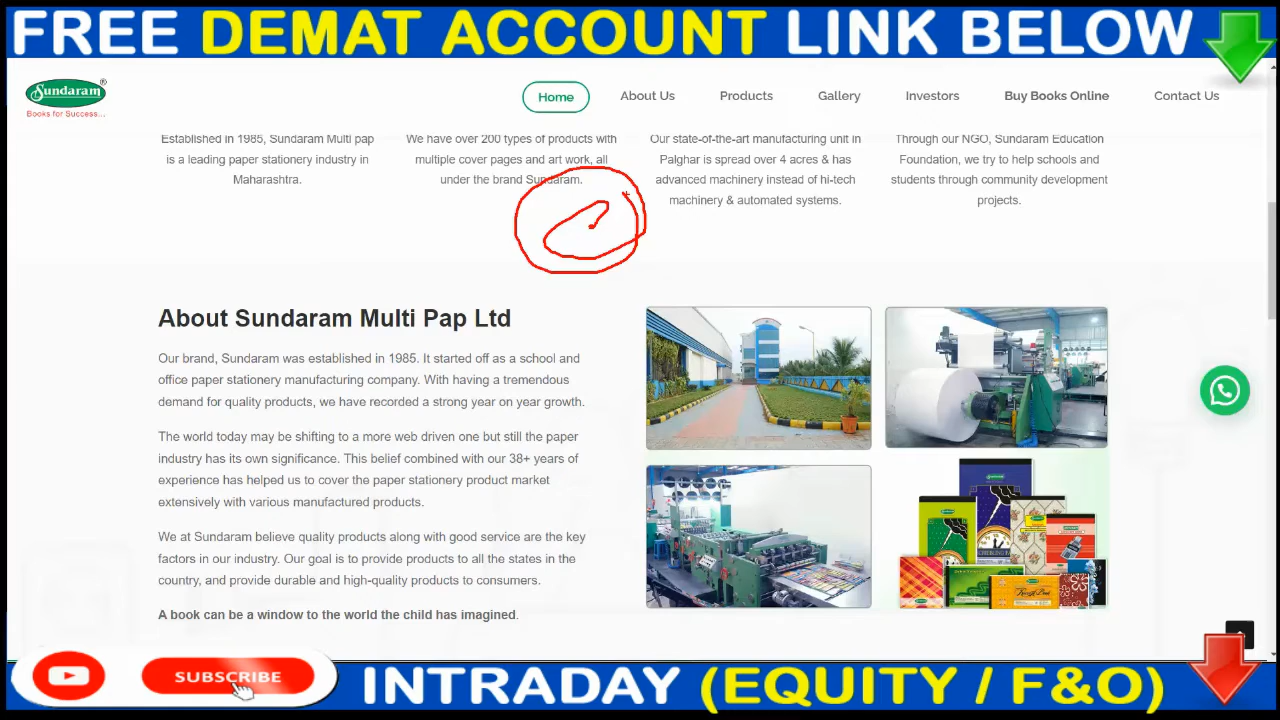 FREE DEMAT ACCOUNT LINK BELOW
Sundaram®
Books for Success...
Home About Us Products Gallery Investors Buy Books Online Contact Us
Established in 1985, Sundaram Multi pap
is a leading paper stationery industry in
Maharashtra.
We have over 200 types of products with
multiple cover pages and art work, all
under the brand Sundaram.
Our state-of-the-art manufacturing unit in
Palghar is spread over 4 acres & has
advanced machinery instead of hi-tech
machinery & automated systems.
Through our NGO, Sundaram Education
Foundation, we try to help schools and
students through community development
projects.
About Sundaram Multi Pap Ltd
Our brand, Sundaram was established in 1985. It started off as a school and
office paper stationery manufacturing company. With having a tremendous
demand for quality products, we have recorded a strong year on year growth.
The world today may be shifting to a more web driven one but still the paper
industry has its own significance. This belief combined with our 38+ years of
experience has helped us to cover the paper stationery product market
extensively with various manufactured products.
We at Sundaram believe quality products along with good service are the key
factors in our industry. Our goal is to provide products to all the states in the
country, and provide durable and high-quality products to consumers.
A book can be a window to the world the child has imagined.
SUBSCRIBE
INTRADAY (EQUITY / F&O)